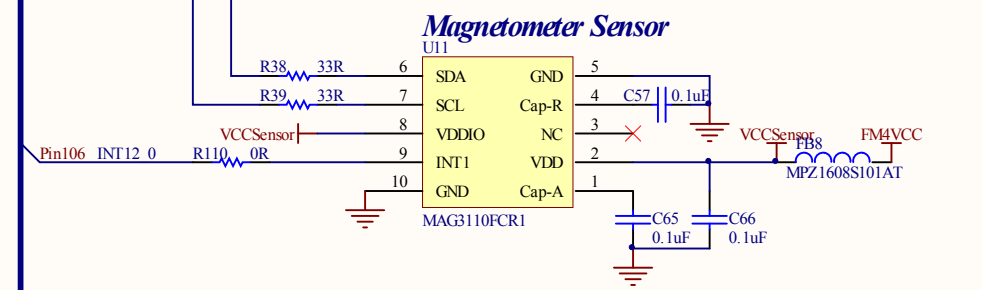 Magnetometer Sensor
U11
R38 33R 6 SDA GND 5
R39 33R 7 SCL Cap-R 4 C57 0.1uF
VCCSensor 8 VDDIO NC 3 VCCSensor FM4VCC
FB8
Pin106 INT12_0 R110 0R 9 INT1 VDD 2
MPZ1608S101AT
10 GND Cap-A 1
MAG3110FCR1 C65 C66
0.1uF 0.1uF